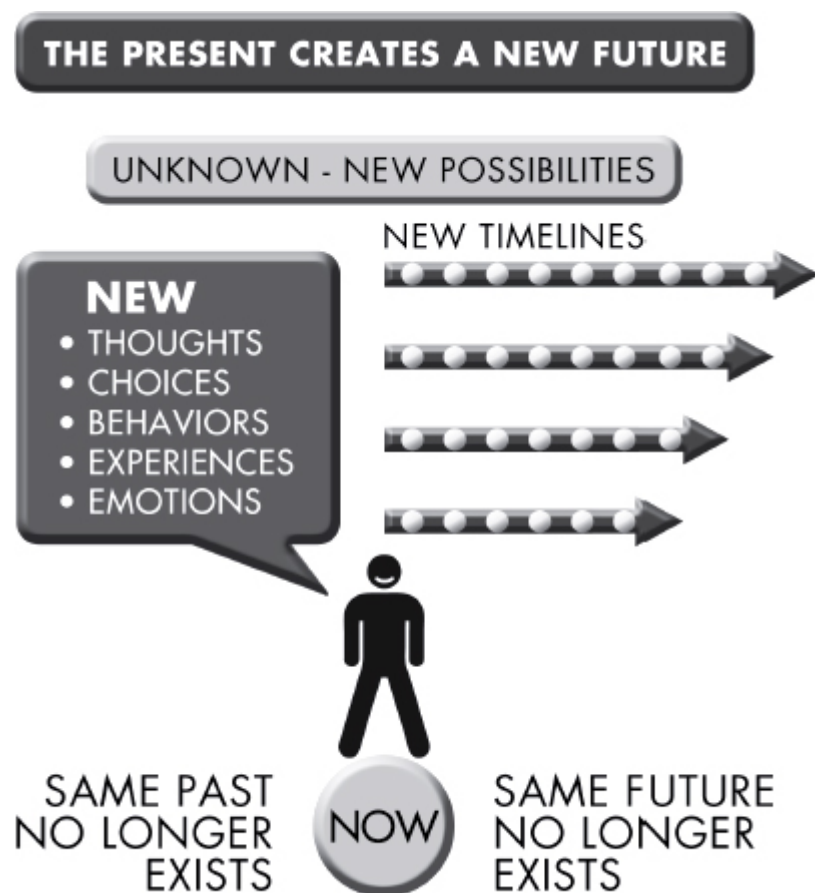 THE PRESENT CREATES A NEW FUTURE
UNKNOWN - NEW POSSIBILITIES
NEW TIMELINES
NEW
• THOUGHTS
• CHOICES
• BEHAVIORS
• EXPERIENCES
• EMOTIONS
SAME PAST
NO LONGER
EXISTS
NOW
SAME FUTURE
NO LONGER
EXISTS